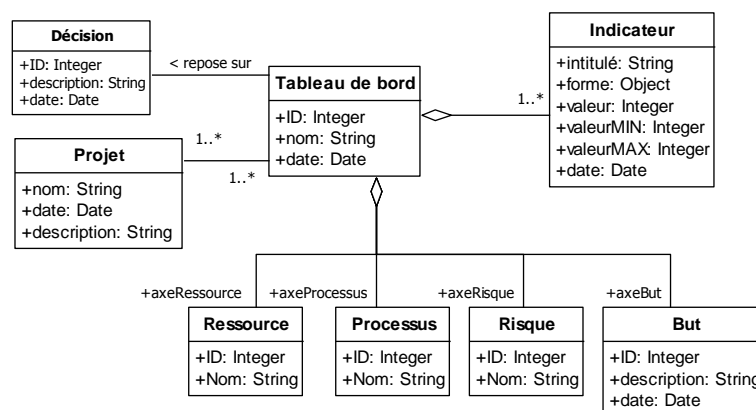 Décision
+ID: Integer
+description: String
+date: Date
< repose sur
Tableau de bord
+ID: Integer
+nom: String
+date: Date
Indicateur
+intitulé: String
+forme: Object
+valeur: Integer
+valeurMIN: Integer
+valeurMAX: Integer
+date: Date
1..*
Projet
+nom: String
+date: Date
+description: String
1..*
1..*
+axeRessource
+axeProcessus
+axeRisque
+axeBut
Ressource
+ID: Integer
+Nom: String
Processus
+ID: Integer
+Nom: String
Risque
+ID: Integer
+Nom: String
But
+ID: Integer
+description: String
+date: Date